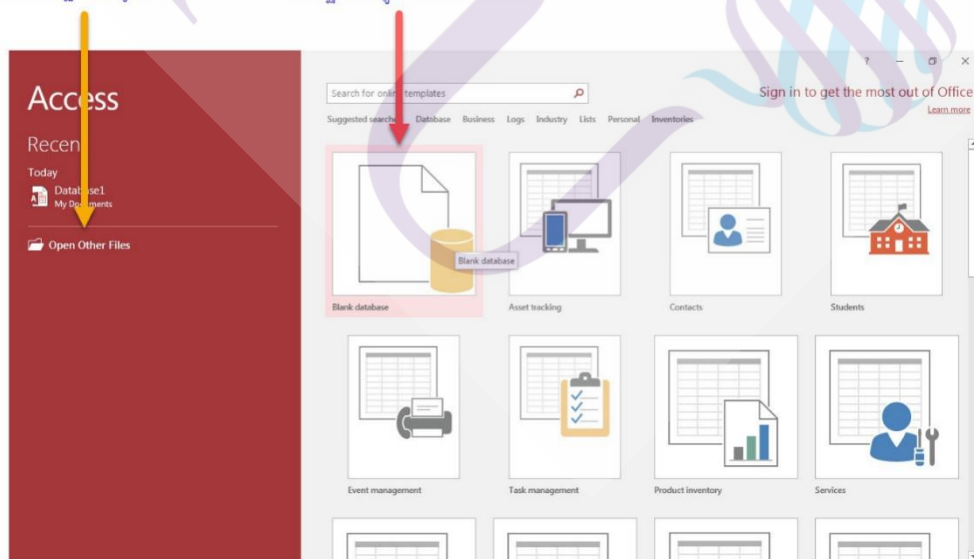 ? – X
Access
Search for online templates
Sign in to get the most out of Office
Learn more
Suggested searches: Database Business Logs Industry Lists Personal Inventories
Recent
Today
Database1
My Documents
Open Other Files
Blank database
Blank database
Asset tracking
Contacts
Students
Event management
Task management
Product inventory
Services